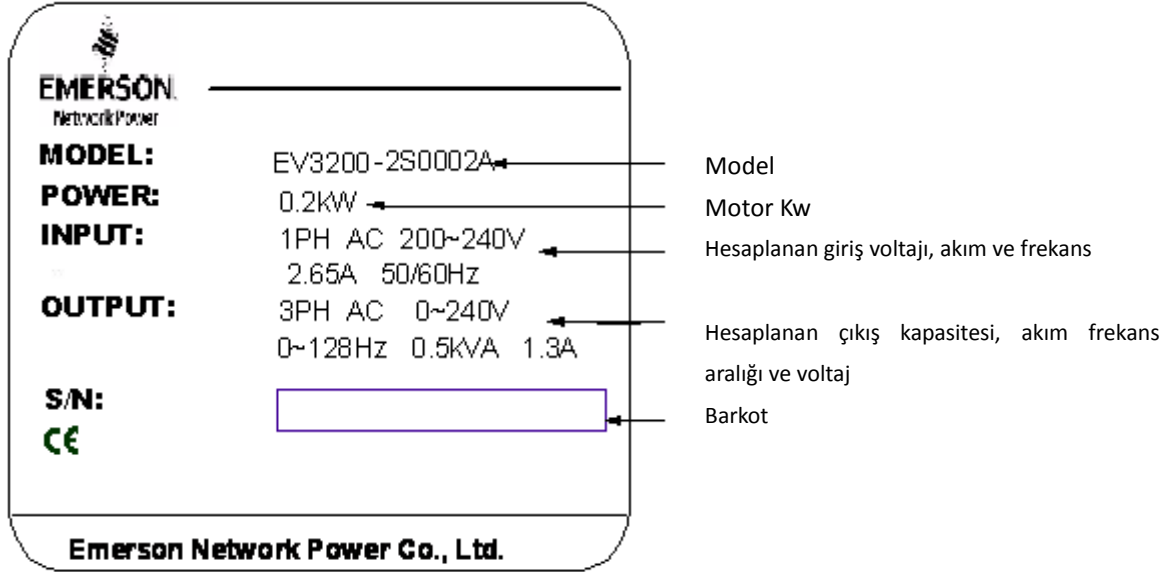 EMERSON
Network Power
MODEL: EV3200-2S0002A Model
POWER: 0.2kW Motor Kw
INPUT: 1PH AC 200~240V Hesaplanan giriş voltajı, akım ve frekans
2.65A 50/60Hz
OUTPUT: 3PH AC 0~240V
Hesaplanan çıkış kapasitesi, akım frekans
0~128Hz 0.5kVA 1.3A
aralığı ve voltaj
S/N: Barkot
CE
Emerson Network Power Co., Ltd.